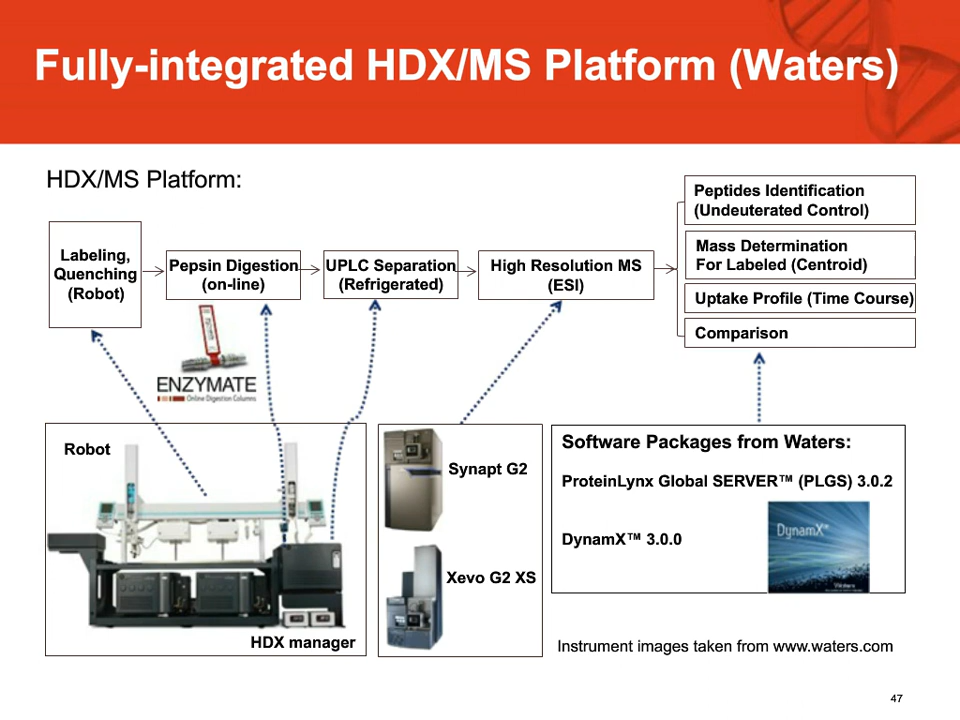 Fully-integrated HDX/MS Platform (Waters)
HDX/MS Platform:
Labeling,
Quenching
(Robot)
Pepsin Digestion
(on-line)
UPLC Separation
(Refrigerated)
High Resolution MS
(ESI)
Peptides Identification
(Undeuterated Control)
Mass Determination
For Labeled (Centroid)
Uptake Profile (Time Course)
Comparison
ENZYMATE
Online Digestion Columns
Robot
HDX manager
Synapt G2
Xevo G2 XS
Software Packages from Waters:
ProteinLynx Global SERVER™ (PLGS) 3.0.2
DynamX™ 3.0.0
DynamX
Instrument images taken from www.waters.com
47